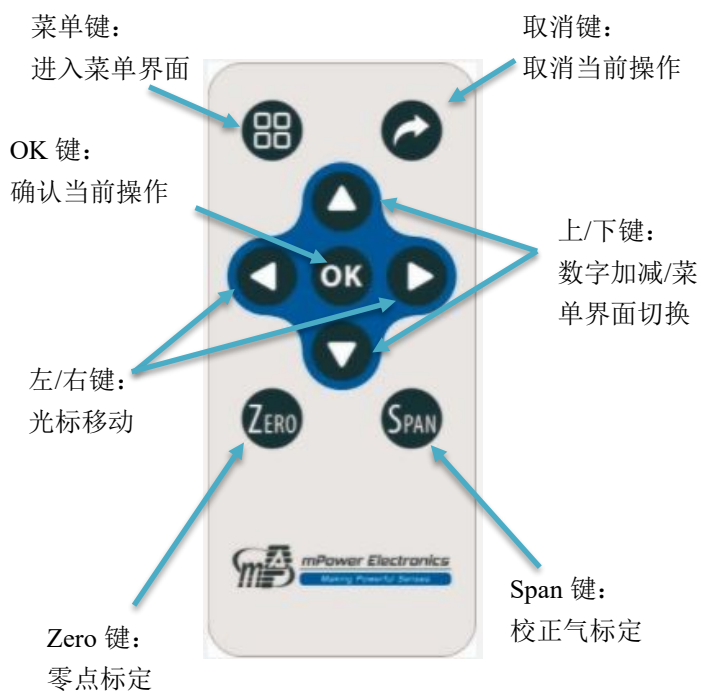 菜单键：
进入菜单界面
取消键：
取消当前操作
OK 键：
确认当前操作
上/下键：
数字加减/菜
单界面切换
OK
左/右键：
光标移动
ZERO
SPAN
mPower Electronics
Making Powerful Senses
Span 键：
校正气标定
Zero 键：
零点标定